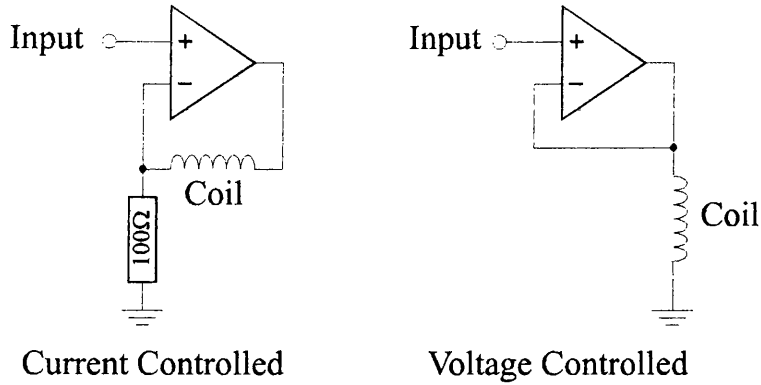 Input
+
−
Coil
100Ω
Current Controlled
Input
+
−
Coil
Voltage Controlled